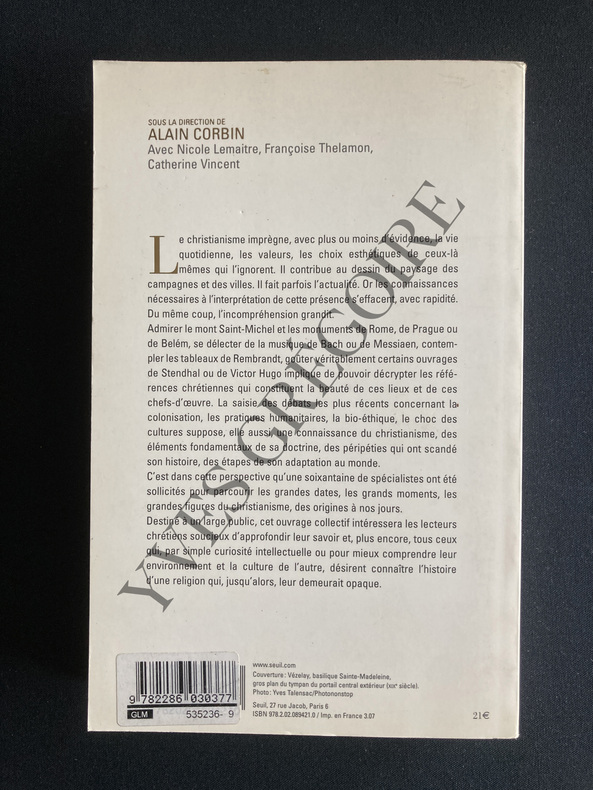 SOUS LA DIRECTION DE
ALAIN CORBIN
Avec Nicole Lemaitre, Françoise Thelamon,
Catherine Vincent
Le christianisme imprègne, avec plus ou moins d'évidence, la vie
quotidienne, les valeurs, les choix esthétiques de ceux-là
mêmes qui l'ignorent. Il contribue au dessin du paysage des
campagnes et des villes. Il fait parfois l'actualité. Or les connaissances
nécessaires à l'interprétation de cette présence s'effacent, avec rapidité.
Du même coup, l'incompréhension grandit.
Admirer le mont Saint-Michel et les monuments de Rome, de Prague ou
de Belém, se délecter de la musique de Bach ou de Messiaen, contem-
pler les tableaux de Rembrandt, goûter véritablement certains ouvrages
de Stendhal ou de Victor Hugo implique de pouvoir décrypter les réfé-
rences chrétiennes qui constituent la beauté de ces lieux et de ces
chefs-d'œuvre. La saisie des débats les plus récents concernant la
colonisation, les pratiques humanitaires, la bio-éthique, le choc des
cultures suppose, elle aussi, une connaissance du christianisme, des
éléments fondamentaux de sa doctrine, des péripéties qui ont scandé
son histoire, des étapes de son adaptation au monde.
C'est dans cette perspective qu'une soixantaine de spécialistes ont été
sollicités pour parcourir les grandes dates, les grands moments, les
grandes figures du christianisme, des origines à nos jours.
Destiné à un large public, cet ouvrage collectif intéressera les lecteurs
chrétiens soucieux d'approfondir leur savoir et, plus encore, tous ceux
qui, par simple curiosité intellectuelle ou pour mieux comprendre leur
environnement et la culture de l'autre, désirent connaître l'histoire
d'une religion qui, jusqu'alors, leur demeurait opaque.
YVES GREGOIRE
www.seuil.com
Couverture : Vézelay, basilique Sainte-Madeleine,
gros plan du tympan du portail central extérieur (XIXe siècle).
Photo : Yves Talensac/Photononstop
Seuil, 27 rue Jacob, Paris 6
ISBN 978.2.02.089421.0 / Imp. en France 3.07
21€
9 782286 030377
GLM 535236- 9